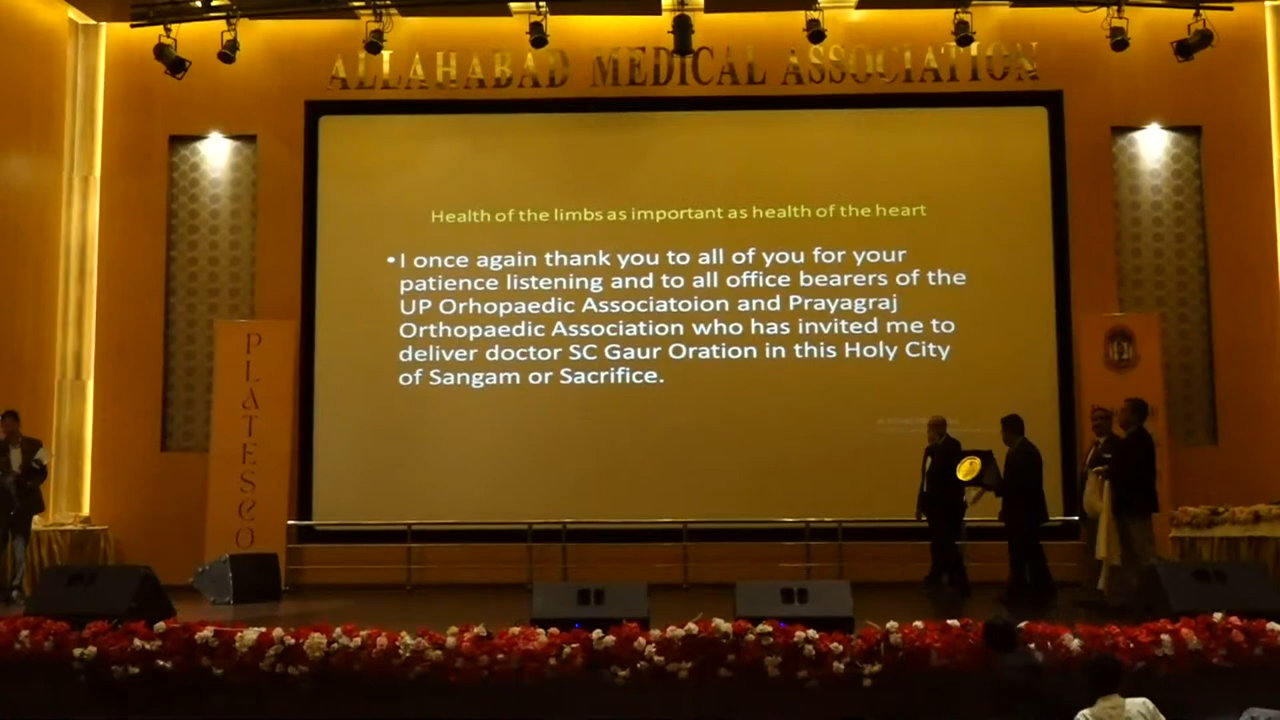 ALLAHABAD MEDICAL ASSOCIATION
Health of the limbs as important as health of the heart
•I once again thank you to all of you for your
patience listening and to all office bearers of the
UP Orhopaedic Associatoion and Prayagraj
Orthopaedic Association who has invited me to
deliver doctor SC Gaur Oration in this Holy City
of Sangam or Sacrifice.
PLATESCO